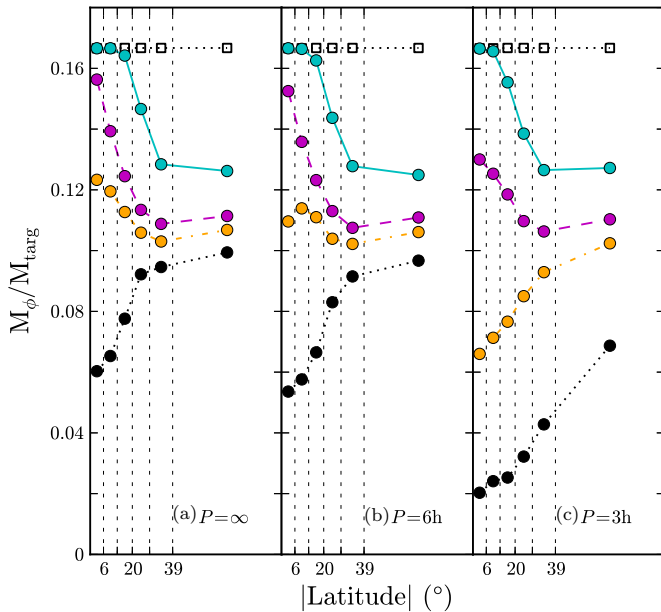 0.16
0.12
0.08
0.04
0
M_ϕ/M_targ
(a) P=∞
(b) P=6h
(c) P=3h
6 20 39 6 20 39 6 20 39
|Latitude| (°)